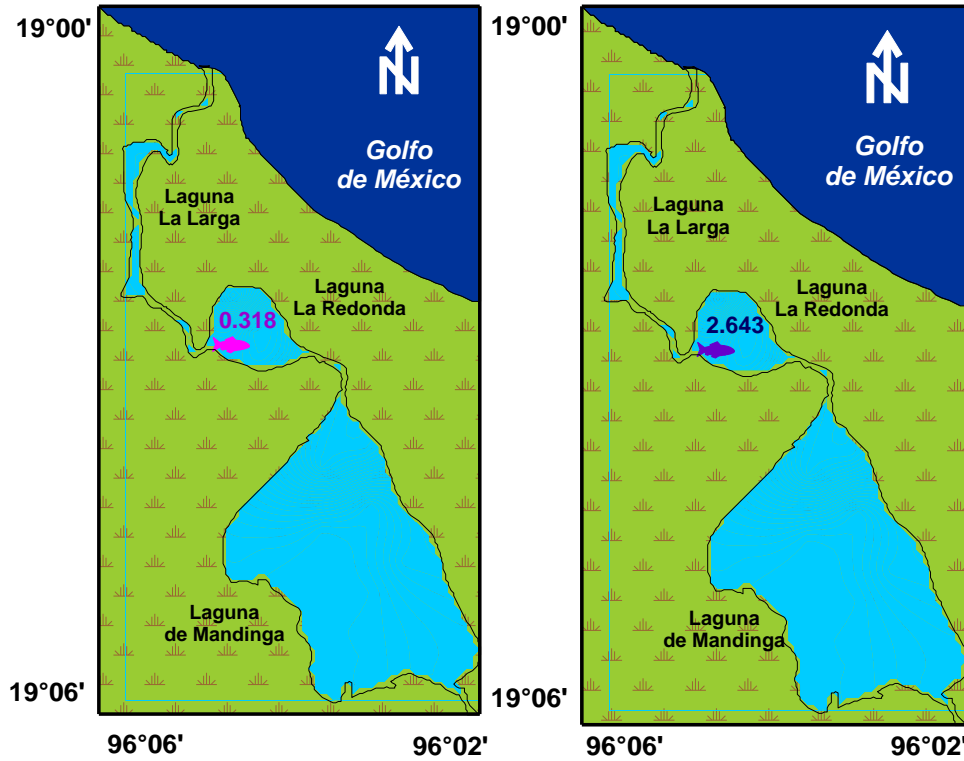 19°00'
N
Golfo
de México
Laguna
La Larga
Laguna
La Redonda
0.318
Laguna
de Mandinga
19°06'
96°06'
96°02'
19°00'
N
Golfo
de México
Laguna
La Larga
Laguna
La Redonda
2.643
Laguna
de Mandinga
19°06'
96°06'
96°02'